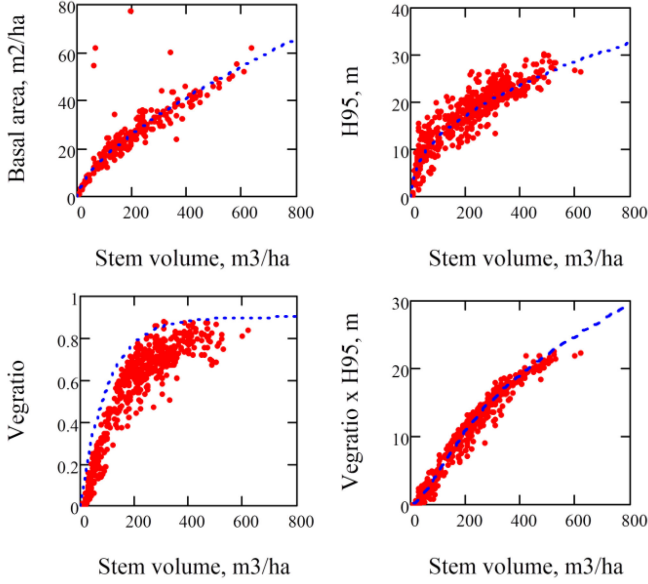 80
60
40
20
0
0 200 400 600 800
Basal area, m2/ha
Stem volume, m3/ha
40
30
20
10
0
0 200 400 600 800
H95, m
Stem volume, m3/ha
1
0.8
0.6
0.4
0.2
0
0 200 400 600 800
Vegratio
Stem volume, m3/ha
30
20
10
0
0 200 400 600 800
Vegratio x H95, m
Stem volume, m3/ha